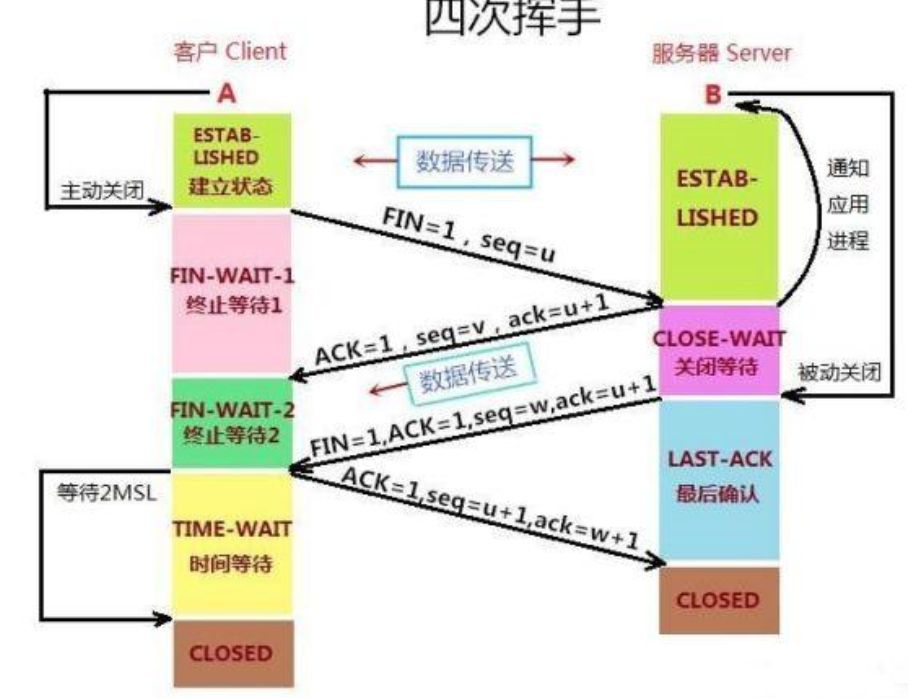 四次挥手
客户 Client
服务器 Server
A
B
ESTAB-
LISHED
建立状态
数据传送
ESTAB-
LISHED
通知
应用
进程
主动关闭
FIN=1，seq=u
FIN-WAIT-1
终止等待1
ACK=1，seq=v，ack=u+1
CLOSE-WAIT
关闭等待
数据传送
被动关闭
FIN-WAIT-2
终止等待2
FIN=1,ACK=1,seq=w,ack=u+1
LAST-ACK
最后确认
等待2MSL
ACK=1,seq=u+1,ack=w+1
TIME-WAIT
时间等待
CLOSED
CLOSED